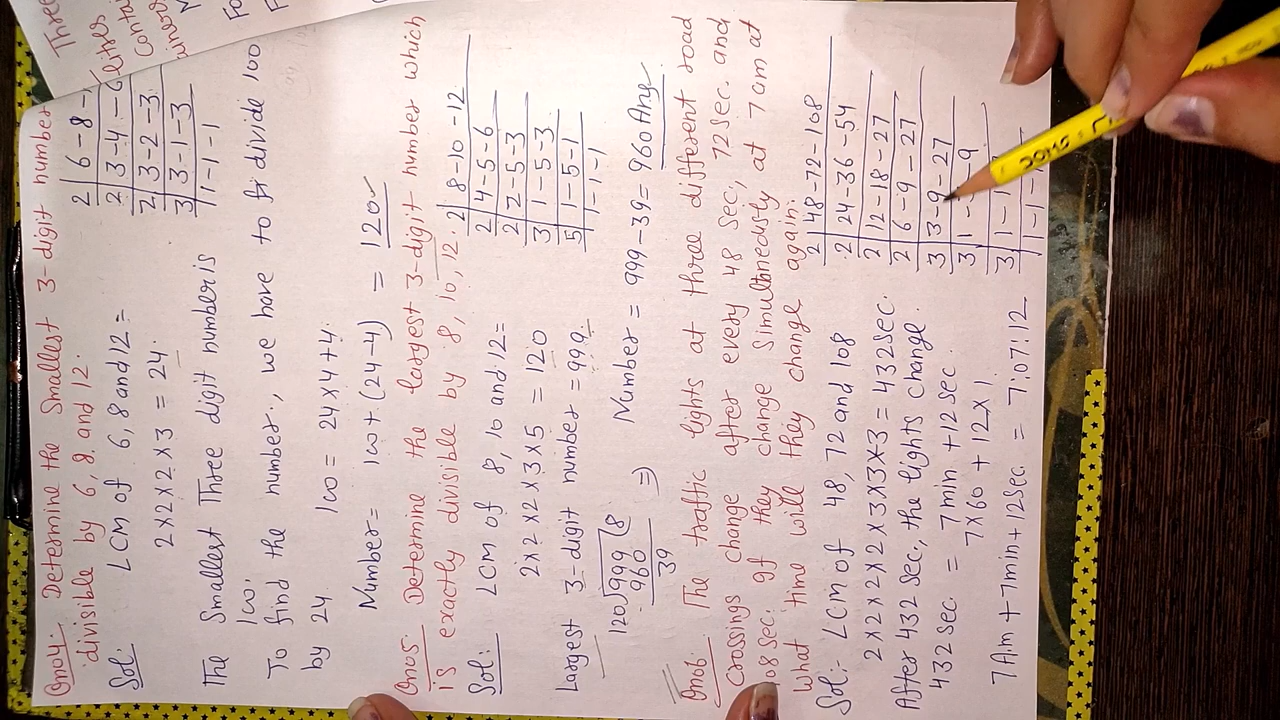 Three
litres
contai
Fo
Qno4. Determine the Smallest 3-digit number
divisible by 6, 8 and 12.
Sol: LCM of 6, 8 and 12 =
2 X 2 X 2 X 3 = 24.
2 | 6 - 8 -
2 | 3 - 4 - 6
2 | 3 - 2 - 3
3 | 3 - 1 - 3
1 - 1 - 1
The Smallest Three digit number is
100.
To find the number, we have to divide 100
by 24 100 = 24 X 4 + 4.
Number = 100 + (24 - 4) = 120
Qno5. Determine the largest 3-digit number which
is exactly divisible by 8, 10, 12.
Sol: LCM of 8, 10 and 12 =
2 X 2 X 2 X 3 X 5 = 120
2 | 8 - 10 - 12
2 | 4 - 5 - 6
2 | 2 - 5 - 3
3 | 1 - 5 - 3
5 | 1 - 5 - 1
1 - 1 - 1
Largest 3-digit number = 999.
120) 999 (8
- 960
39
=) Number = 999 - 39 = 960 Ans
Qno6. The traffic lights at three different road
crossings change after every 48 sec, 72 sec. and
108 sec. If they change Simultaneously at 7 am at
what time will they change again.
Sol:- LCM of 48, 72 and 108
2 X 2 X 2 X 2 X 3 X 3 X 3 = 432 sec.
2 | 48 - 72 - 108
2 | 24 - 36 - 54
2 | 12 - 18 - 27
2 | 6 - 9 - 27
3 | 3 - 9 - 27
3 | 1 - 3 - 9
3 | 1 - 1
1 - 1 - 1
After 432 sec., the lights change.
432 sec. = 7 min + 12 sec.
7 X 60 + 12 X 1
7 Am + 7 min + 12 Sec. = 7:07:12